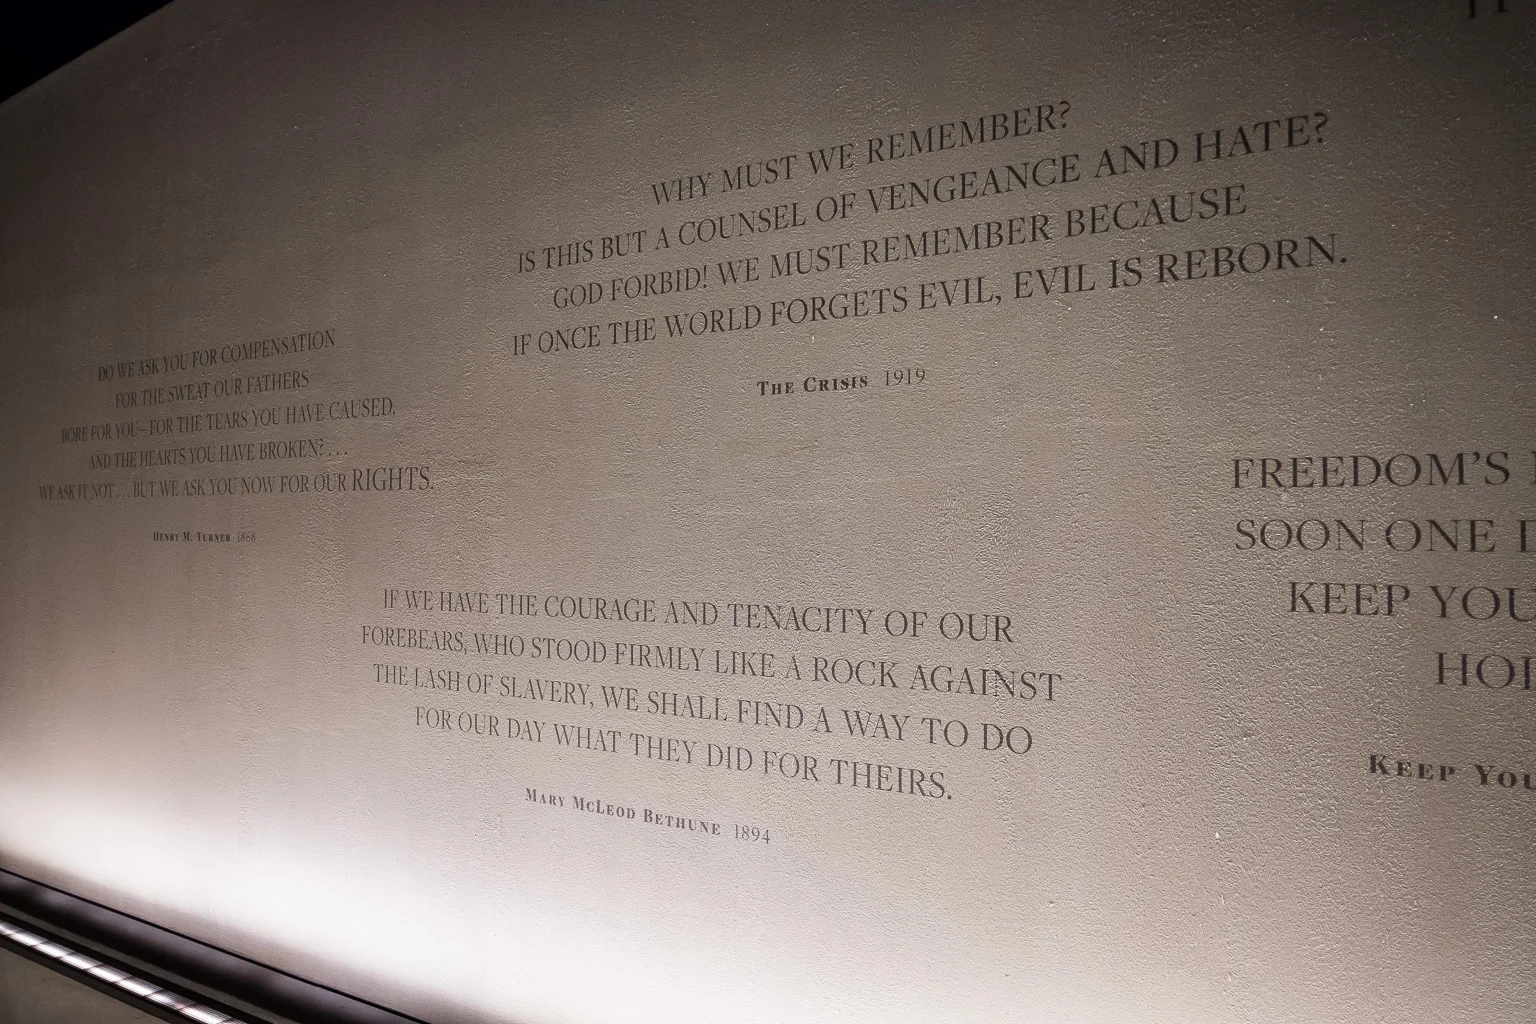 WHY MUST WE REMEMBER?
IS THIS BUT A COUNSEL OF VENGEANCE AND HATE?
GOD FORBID! WE MUST REMEMBER BECAUSE
IF ONCE THE WORLD FORGETS EVIL, EVIL IS REBORN.
THE CRISIS 1919
DO WE ASK YOU FOR COMPENSATION
FOR THE SWEAT OUR FATHERS
BORE FOR YOU—FOR THE TEARS YOU HAVE CAUSED,
AND THE HEARTS YOU HAVE BROKEN?...
WE ASK IT NOT...BUT WE ASK YOU NOW FOR OUR RIGHTS.
HENRY M. TURNER 1868
IF WE HAVE THE COURAGE AND TENACITY OF OUR
FOREBEARS, WHO STOOD FIRMLY LIKE A ROCK AGAINST
THE LASH OF SLAVERY, WE SHALL FIND A WAY TO DO
FOR OUR DAY WHAT THEY DID FOR THEIRS.
MARY MCLEOD BETHUNE 1894
FREEDOM'S
SOON ONE
KEEP YOU
KEEP YOU